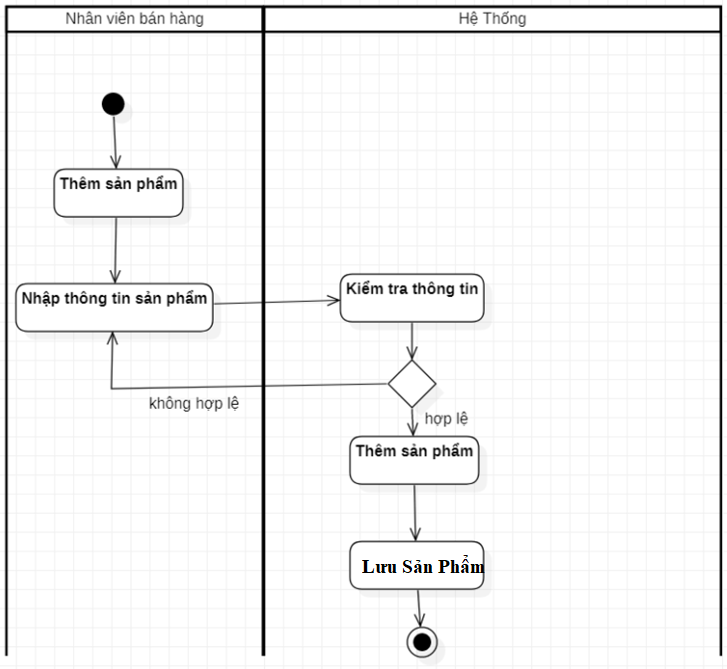 Nhân viên bán hàng
Hệ Thống
Thêm sản phẩm
Nhập thông tin sản phẩm
Kiểm tra thông tin
không hợp lệ
hợp lệ
Thêm sản phẩm
Lưu Sản Phẩm